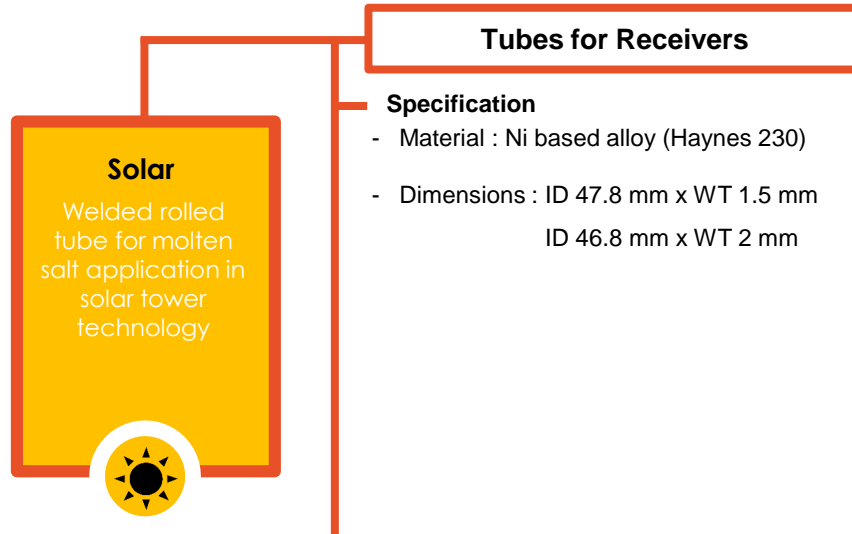 Tubes for Receivers
Specification
- Material : Ni based alloy (Haynes 230)
- Dimensions : ID 47.8 mm x WT 1.5 mm
ID 46.8 mm x WT 2 mm
Solar
Welded rolled
tube for molten
salt application in
solar tower
technology